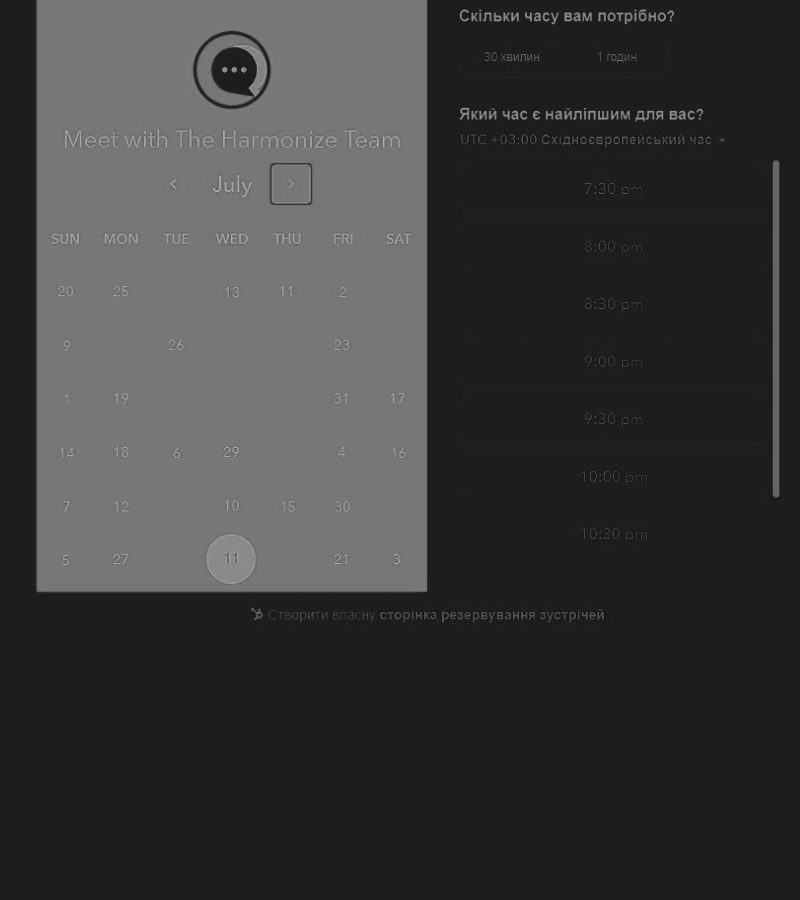 Meet with The Harmonize Team
July
SUN MON TUE WED THU FRI SAT
20 25 13 11 2
9 26 23
1 19 31 17
14 18 6 29 4 16
7 12 10 15 30
5 27 11 21 3
Скільки часу вам потрібно?
30 хвилин 1 годин
Який час є найліпшим для вас?
UTC +03:00 Східноєвропейський час
7:30 pm
8:00 pm
8:30 pm
9:00 pm
9:30 pm
10:00 pm
10:30 pm
Створити власну сторінка резервування зустрічей